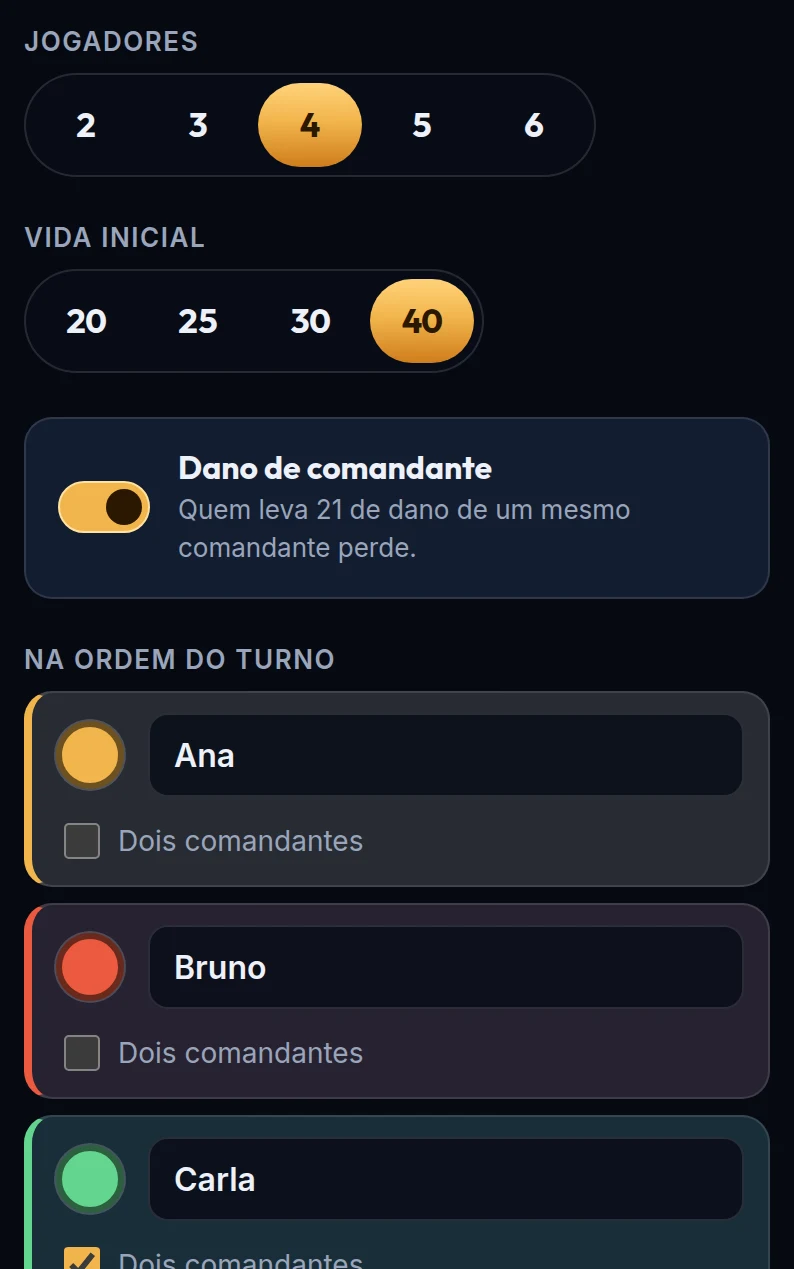 JOGADORES
2 3 4 5 6
VIDA INICIAL
20 25 30 40
Dano de comandante
Quem leva 21 de dano de um mesmo
comandante perde.
NA ORDEM DO TURNO
Ana
Dois comandantes
Bruno
Dois comandantes
Carla
Dois comandantes